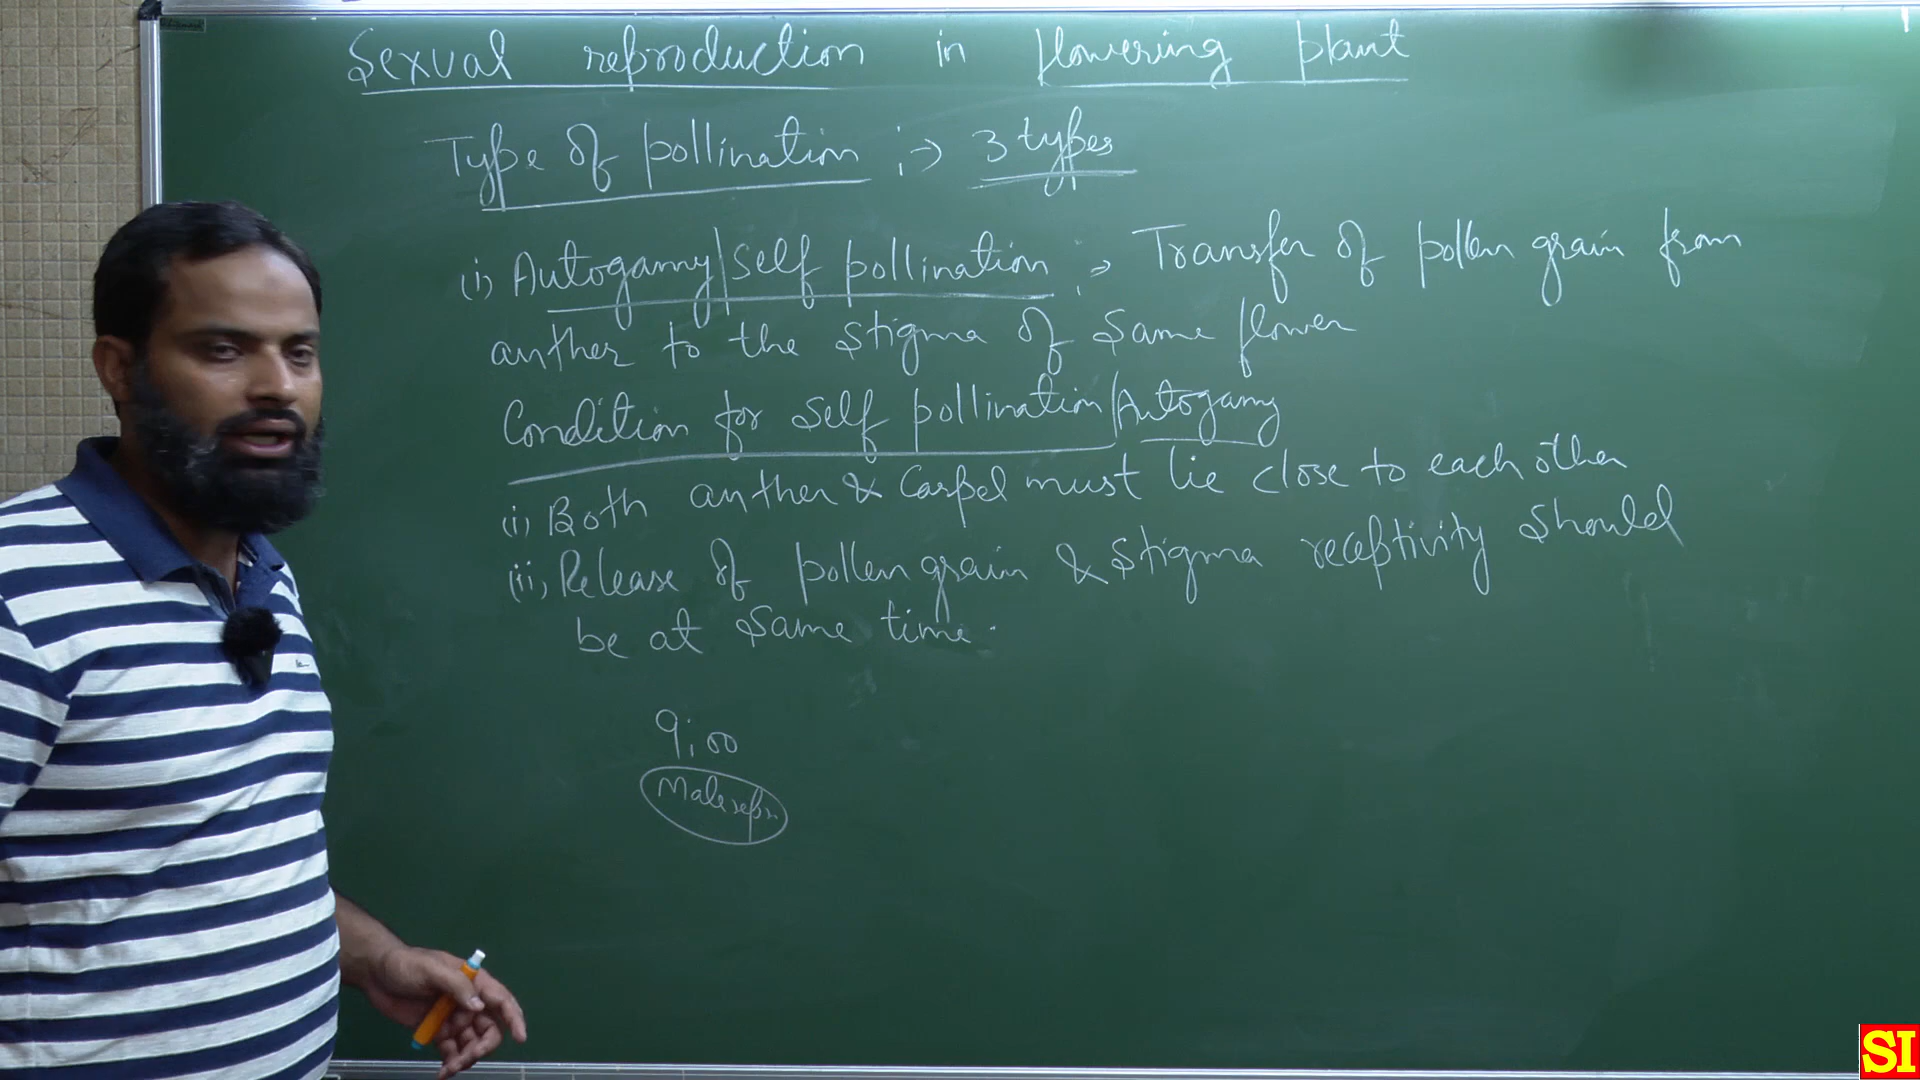 Sexual reproduction in flowering plant
Type of pollination :→ 3 types
(i) Autogamy/Self pollination :→ Transfer of pollen grain from
anther to the stigma of same flower
Condition for self pollination/Autogamy
(i) Both anther & Carpel must lie close to each other
(ii) Release of pollen grain & Stigma receptivity should
be at same time.
9:00
Male repr
SI